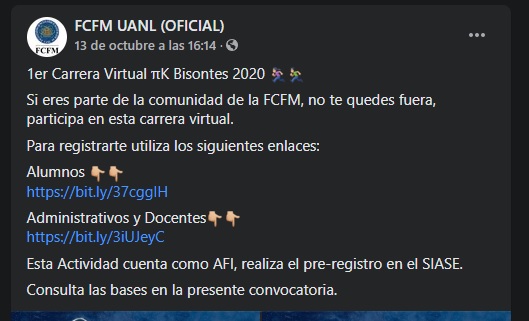 FCFM UANL (OFICIAL)
13 de octubre a las 16:14 ·
FCFM
1er Carrera Virtual πK Bisontes 2020 🏃‍♀️🏃‍♂️
Si eres parte de la comunidad de la FCFM, no te quedes fuera,
participa en esta carrera virtual.
Para registrarte utiliza los siguientes enlaces:
Alumnos 👇👇
https://bit.ly/37cgglH
Administrativos y Docentes👇👇
https://bit.ly/3iUJeyC
Esta Actividad cuenta como AFI, realiza el pre-registro en el SIASE.
Consulta las bases en la presente convocatoria.